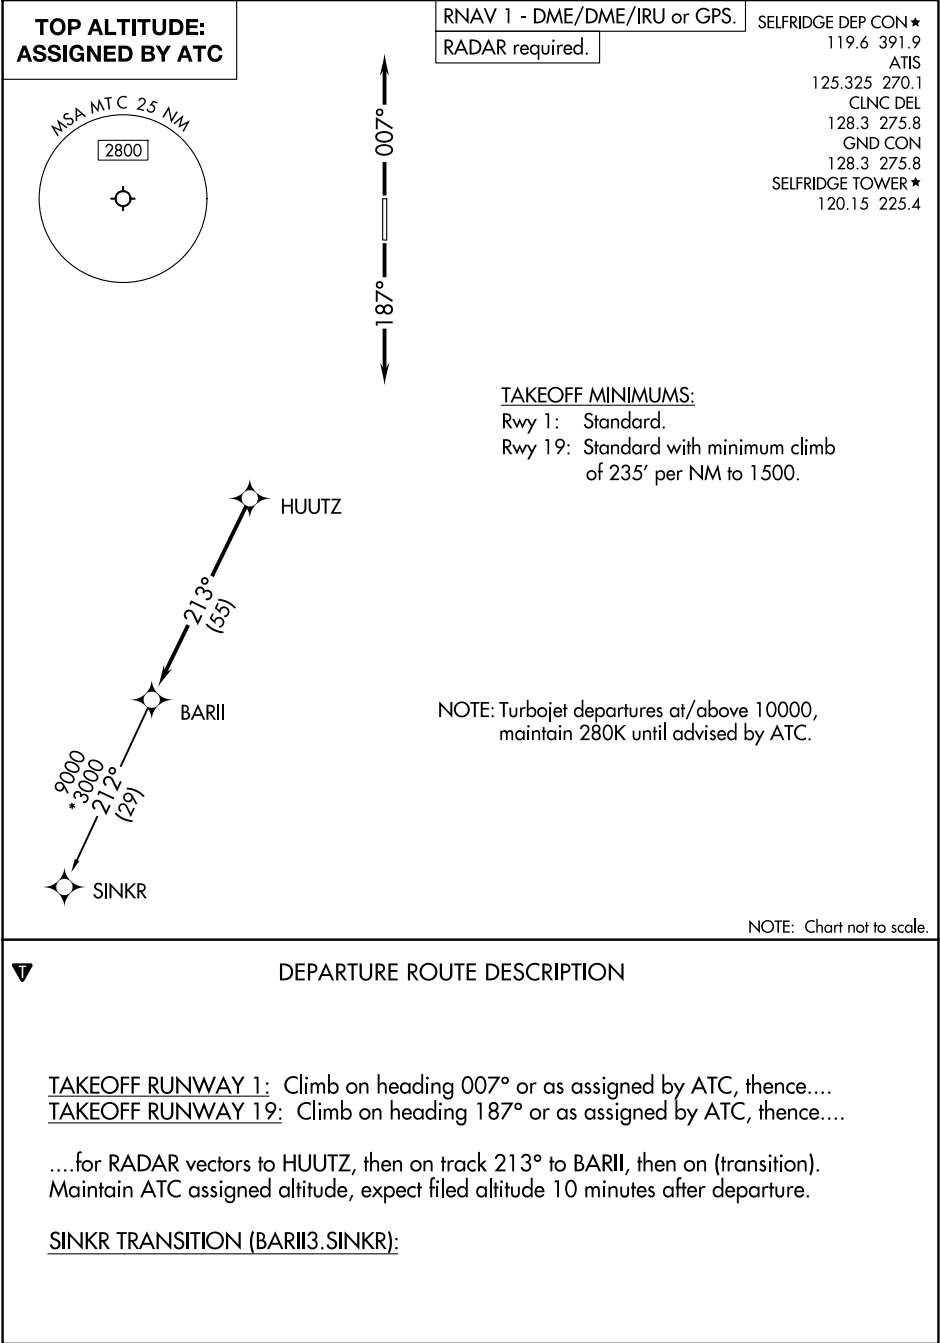 TOP ALTITUDE:
ASSIGNED BY ATC
RNAV 1 - DME/DME/IRU or GPS.
RADAR required.
SELFRIDGE DEP CON ★
119.6 391.9
ATIS
125.325 270.1
CLNC DEL
128.3 275.8
GND CON
128.3 275.8
SELFRIDGE TOWER ★
120.15 225.4
MSA MTC 25 NM
2800
007°
187°
TAKEOFF MINIMUMS:
Rwy 1: Standard.
Rwy 19: Standard with minimum climb
of 235' per NM to 1500.
HUUTZ
213°
(55)
BARII
NOTE: Turbojet departures at/above 10000,
maintain 280K until advised by ATC.
9000
*3000
212°
(29)
SINKR
NOTE: Chart not to scale.
T
DEPARTURE ROUTE DESCRIPTION
TAKEOFF RUNWAY 1: Climb on heading 007° or as assigned by ATC, thence....
TAKEOFF RUNWAY 19: Climb on heading 187° or as assigned by ATC, thence....
....for RADAR vectors to HUUTZ, then on track 213° to BARII, then on (transition).
Maintain ATC assigned altitude, expect filed altitude 10 minutes after departure.
SINKR TRANSITION (BARII3.SINKR):